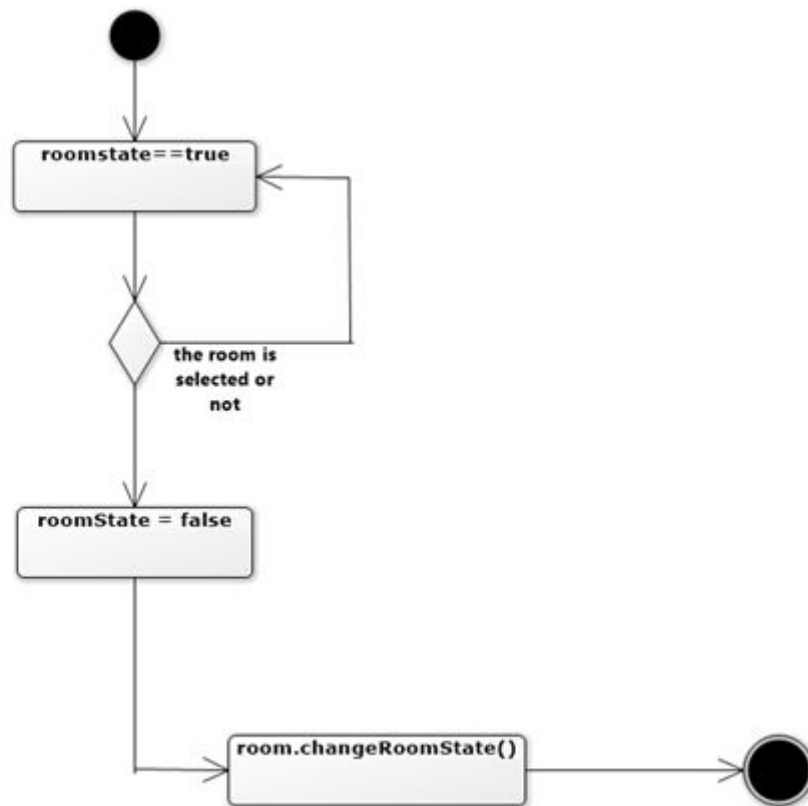 roomstate==true
the room is
selected or
not
roomState = false
room.changeRoomState()